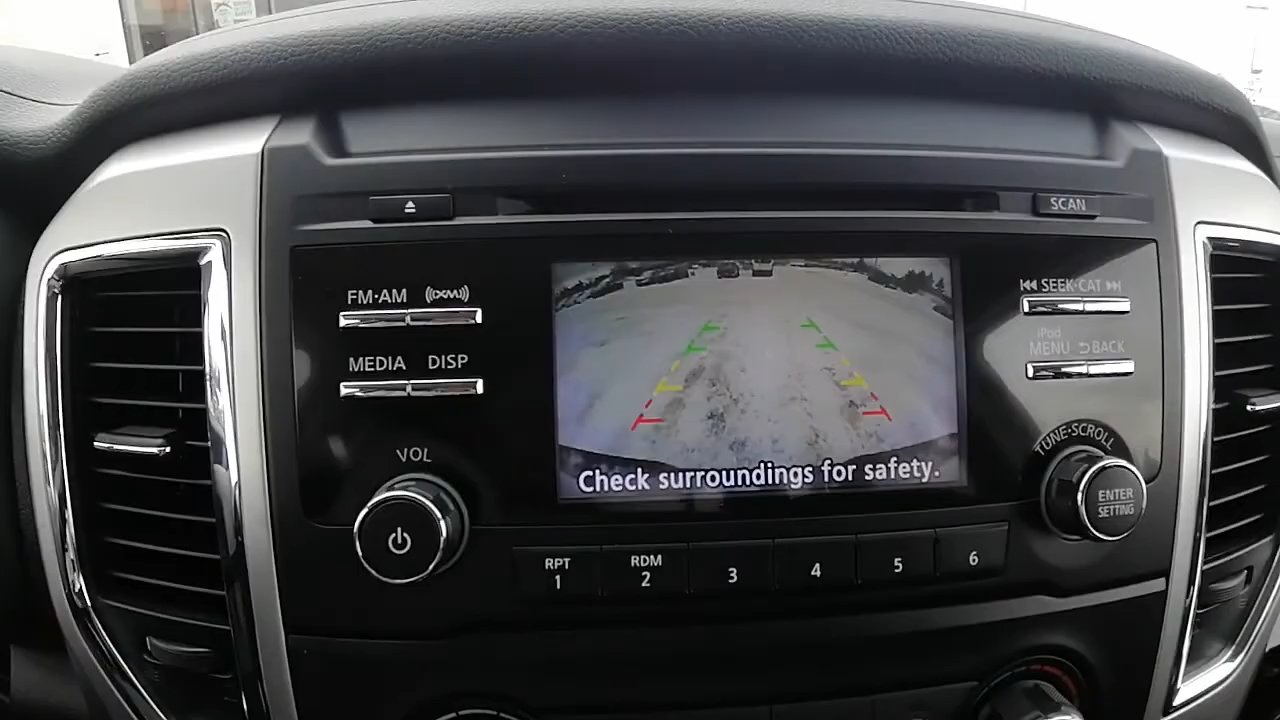 SCAN
FM·AM XM
SEEK·CAT
MEDIA DISP
iPod
MENU BACK
VOL
TUNE·SCROLL
Check surroundings for safety.
ENTER
SETTING
RPT RDM
1 2 3 4 5 6